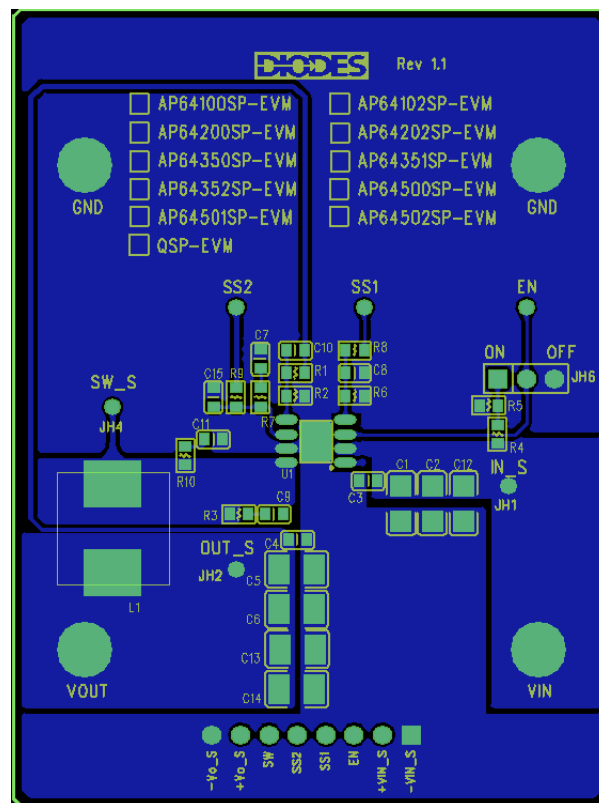 DIODES Rev 1.1
AP64100SP-EVM AP64102SP-EVM
AP64200SP-EVM AP64202SP-EVM
AP64350SP-EVM AP64351SP-EVM
AP64352SP-EVM AP64500SP-EVM
AP64501SP-EVM AP64502SP-EVM
QSP-EVM
GND GND
SS2 SS1 EN
C7
C10 R8
ON OFF
R1 C8
JH6
SW_S
C15 R9
R2 R6
R5
JH4
C11
R7
R4
R10
U1
C1 C2 C12
IN_S
C3
JH1
R3 C9
OUT_S
C4
JH2
C5
L1
C6
C13
VOUT VIN
C14
-Vo_S
+Vo_S
SW
SS2
SS1
EN
+VIN_S
-VIN_S